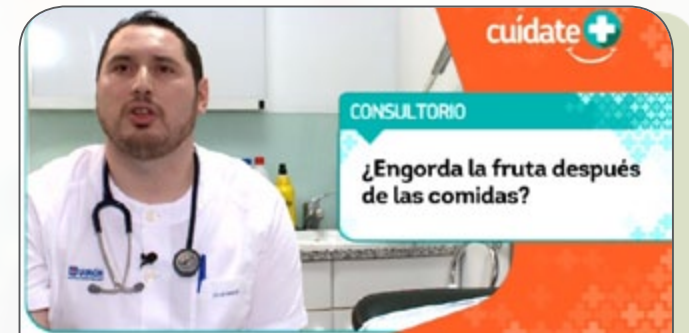 cuídate
CONSULTORIO
¿Engorda la fruta después
de las comidas?